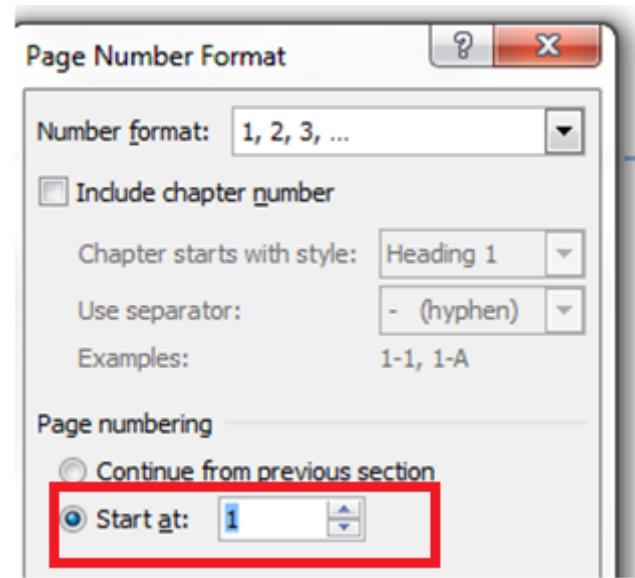 Page Number Format ? X
Number format: 1, 2, 3, ...
Include chapter number
Chapter starts with style: Heading 1
Use separator: - (hyphen)
Examples: 1-1, 1-A
Page numbering
Continue from previous section
Start at: 1